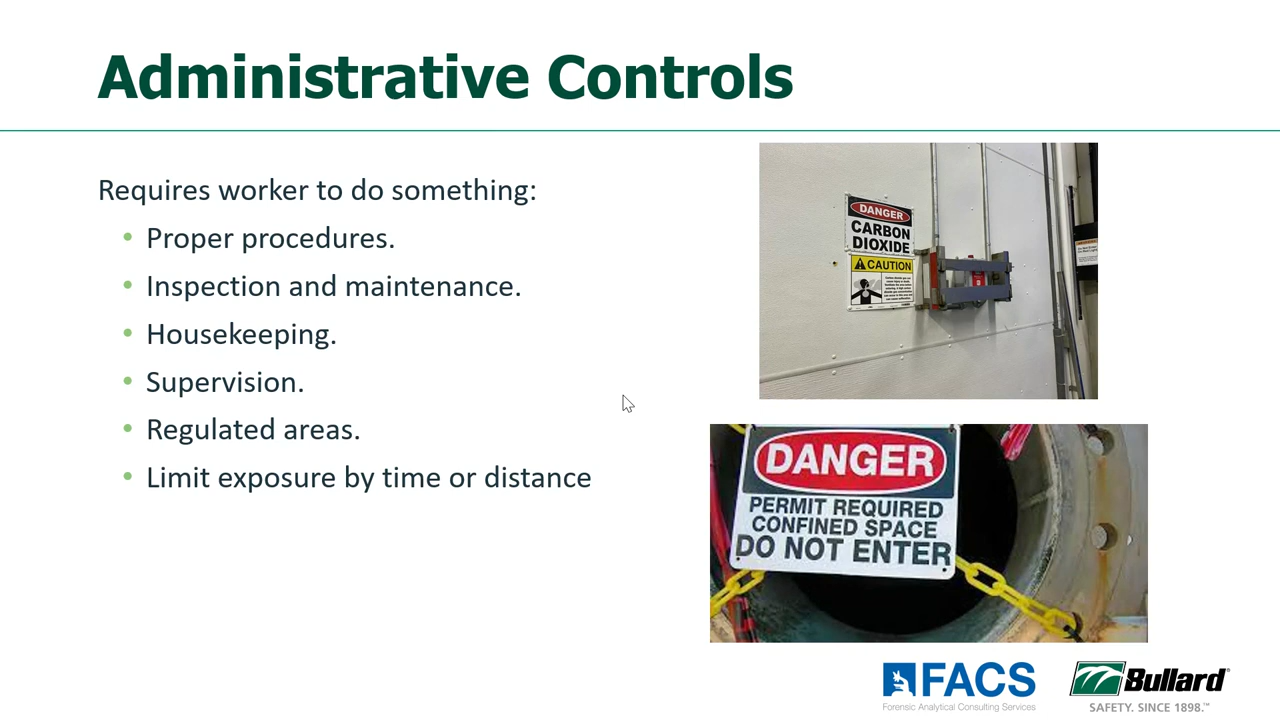 Administrative Controls
Requires worker to do something:
• Proper procedures.
• Inspection and maintenance.
• Housekeeping.
• Supervision.
• Regulated areas.
• Limit exposure by time or distance
DANGER
CARBON
DIOXIDE
CAUTION
DANGER
PERMIT REQUIRED
CONFINED SPACE
DO NOT ENTER
FACS
Forensic Analytical Consulting Services
Bullard®
SAFETY. SINCE 1898.™